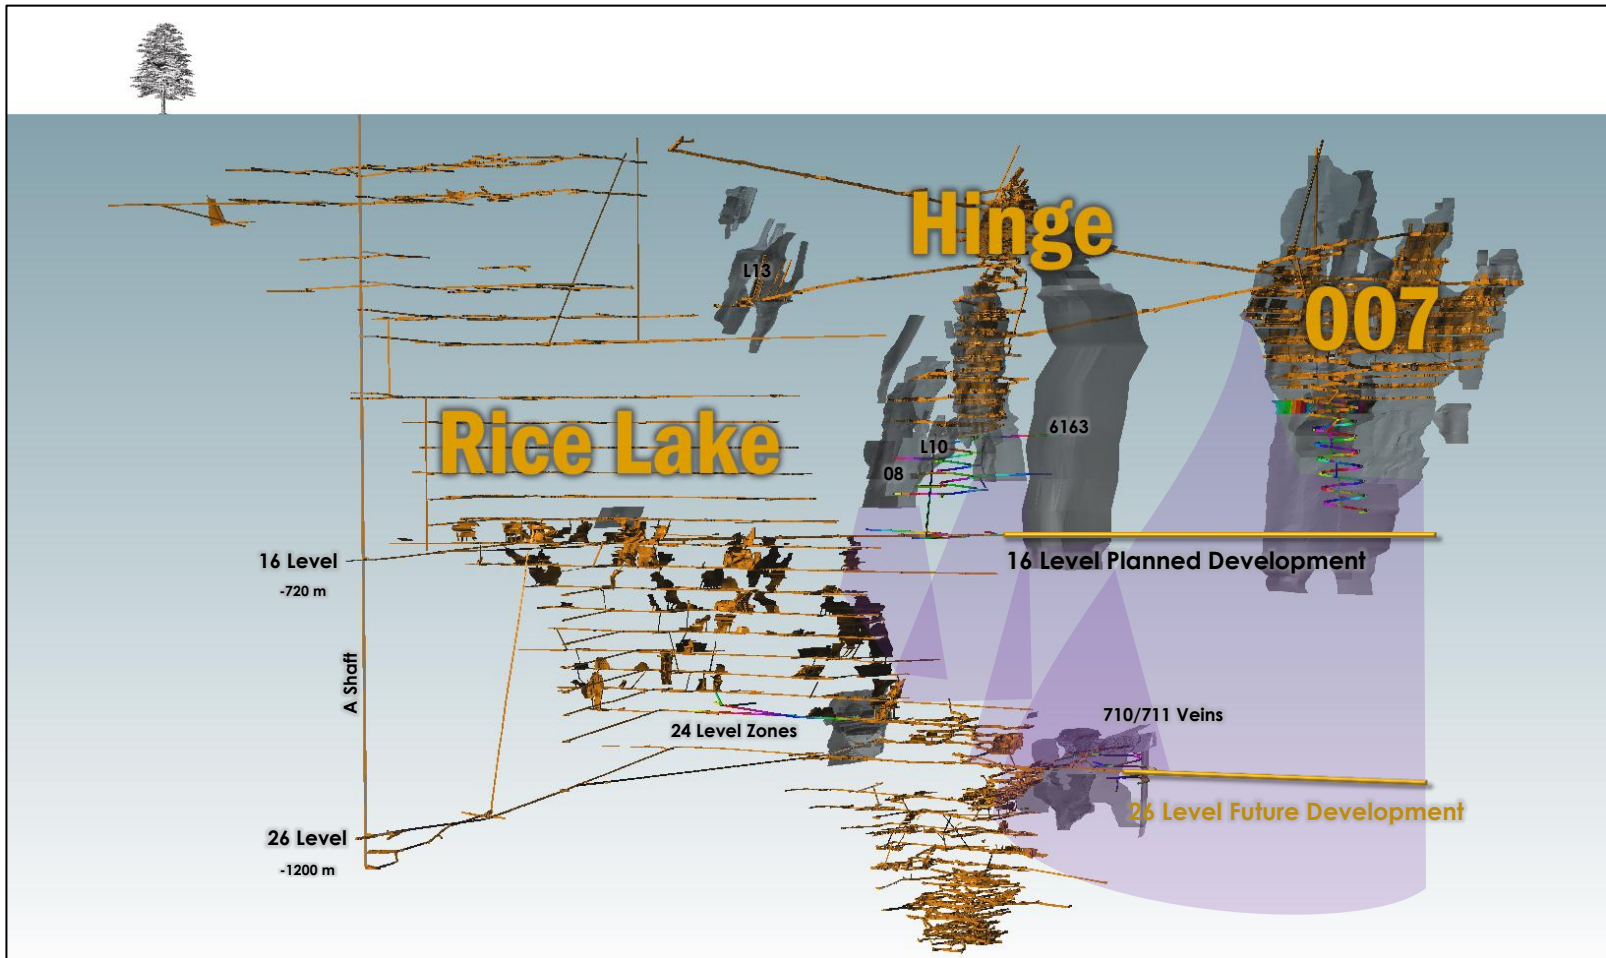 Hinge
L13
007
Rice Lake
6163
L10
08
16 Level
-720 m
16 Level Planned Development
A Shaft
710/711 Veins
24 Level Zones
26 Level Future Development
26 Level
-1200 m